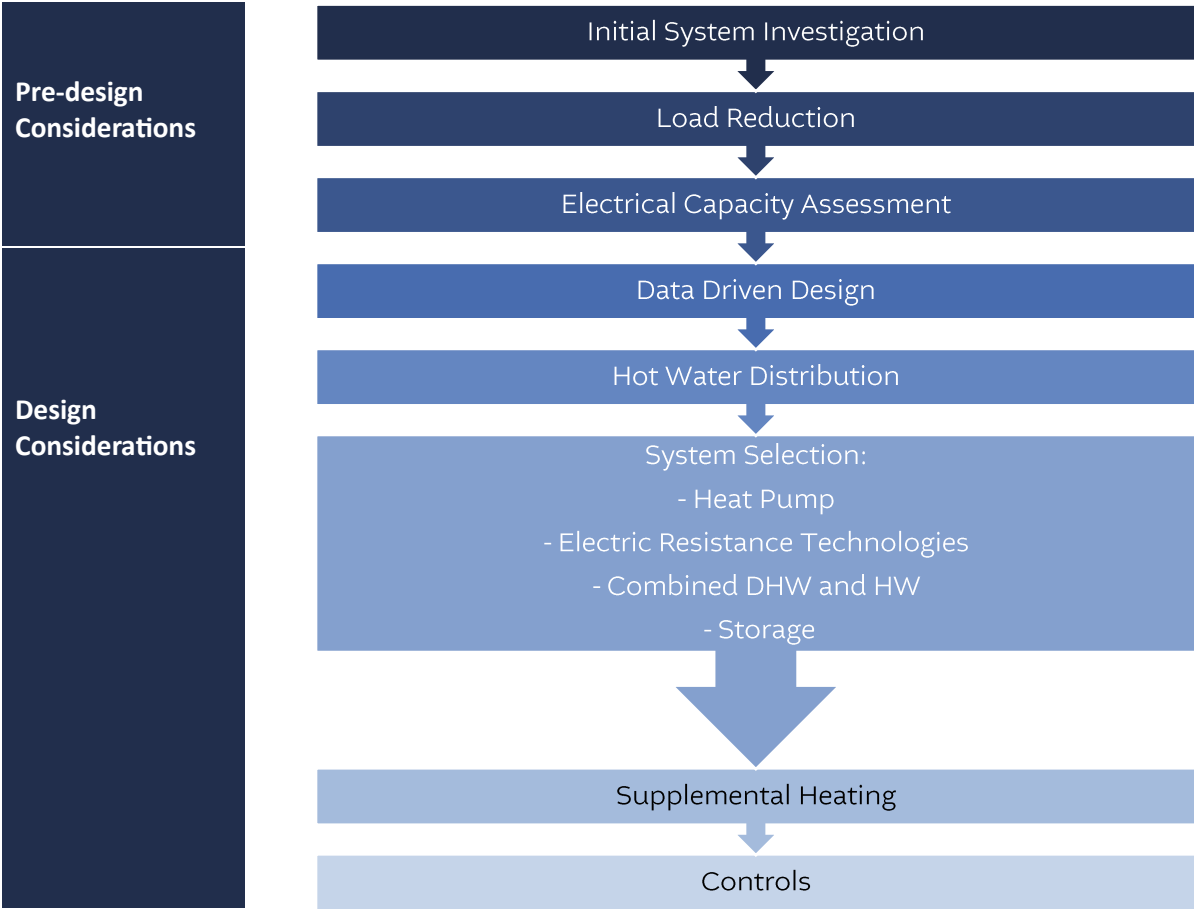 Pre-design
Considerations
Initial System Investigation
Load Reduction
Electrical Capacity Assessment
Design
Considerations
Data Driven Design
Hot Water Distribution
System Selection:
- Heat Pump
- Electric Resistance Technologies
- Combined DHW and HW
- Storage
Supplemental Heating
Controls